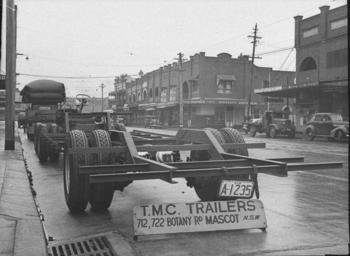 A-1235
T.M.C. TRAILERS
712,722 BOTANY RD MASCOT N.S.W.